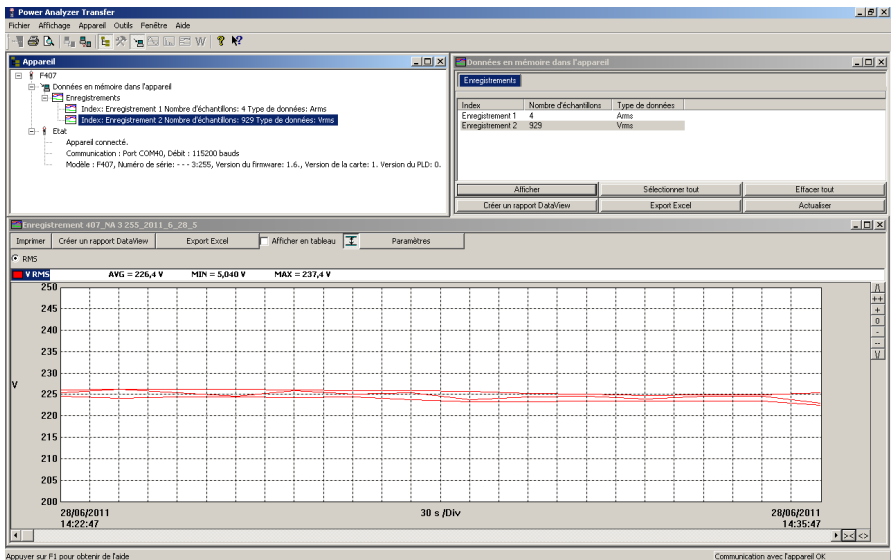 Power Analyzer Transfer
Fichier Affichage Appareil Outils Fenêtre Aide
Appareil
F407
Données en mémoire dans l'appareil
Enregistrements
Index: Enregistrement 1 Nombre d'échantillons: 4 Type de données: Arms
Index: Enregistrement 2 Nombre d'échantillons: 929 Type de données: Vrms
Etat
Appareil connecté.
Communication : Port COM40, Débit : 115200 bauds
Modèle : F407, Numéro de série: - - - 3:255, Version du firmware: 1.6., Version de la carte: 1. Version du PLD: 0.
Données en mémoire dans l'appareil
Enregistrements
Index Nombre d'échantillons Type de données
Enregistrement 1 4 Arms
Enregistrement 2 929 Vrms
Afficher Sélectionner tout Effacer tout
Créer un rapport DataView Export Excel Actualiser
Enregistrement 407_NA 3 255_2011_6_28_5
Imprimer Créer un rapport DataView Export Excel Afficher en tableau Paramètres
RMS
V RMS AVG = 226,4 V MIN = 5,040 V MAX = 237,4 V
250
245
240
235
230
V
225
220
215
210
205
200
28/06/2011 30 s /Div 28/06/2011
14:22:47 14:35:47
++
+
0
-
--
Appuyer sur F1 pour obtenir de l'aide Communication avec l'appareil OK